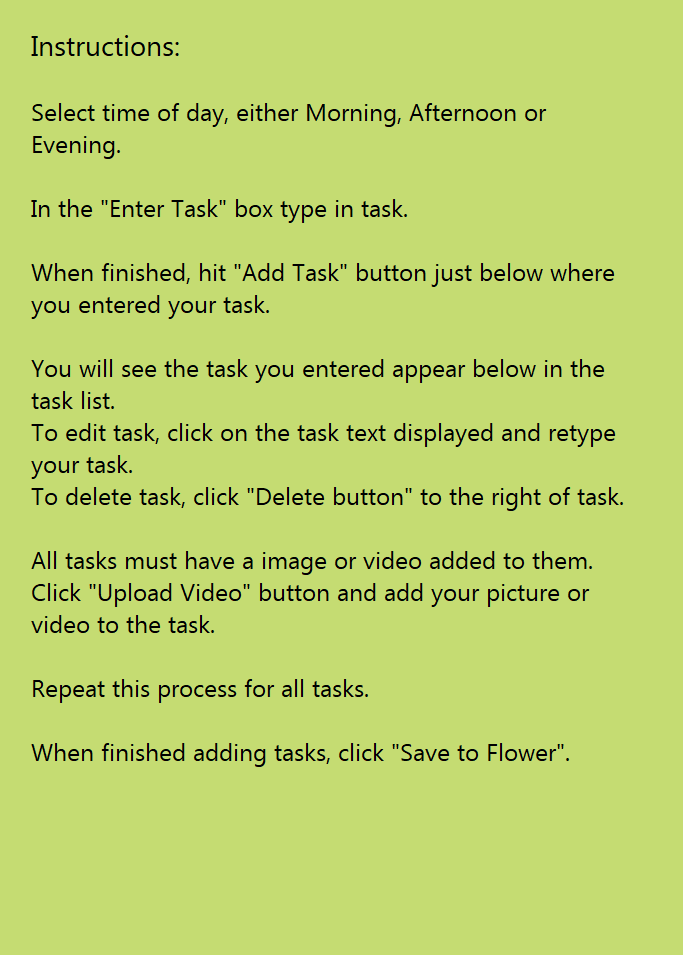 Instructions:
Select time of day, either Morning, Afternoon or
Evening.
In the "Enter Task" box type in task.
When finished, hit "Add Task" button just below where
you entered your task.
You will see the task you entered appear below in the
task list.
To edit task, click on the task text displayed and retype
your task.
To delete task, click "Delete button" to the right of task.
All tasks must have a image or video added to them.
Click "Upload Video" button and add your picture or
video to the task.
Repeat this process for all tasks.
When finished adding tasks, click "Save to Flower".